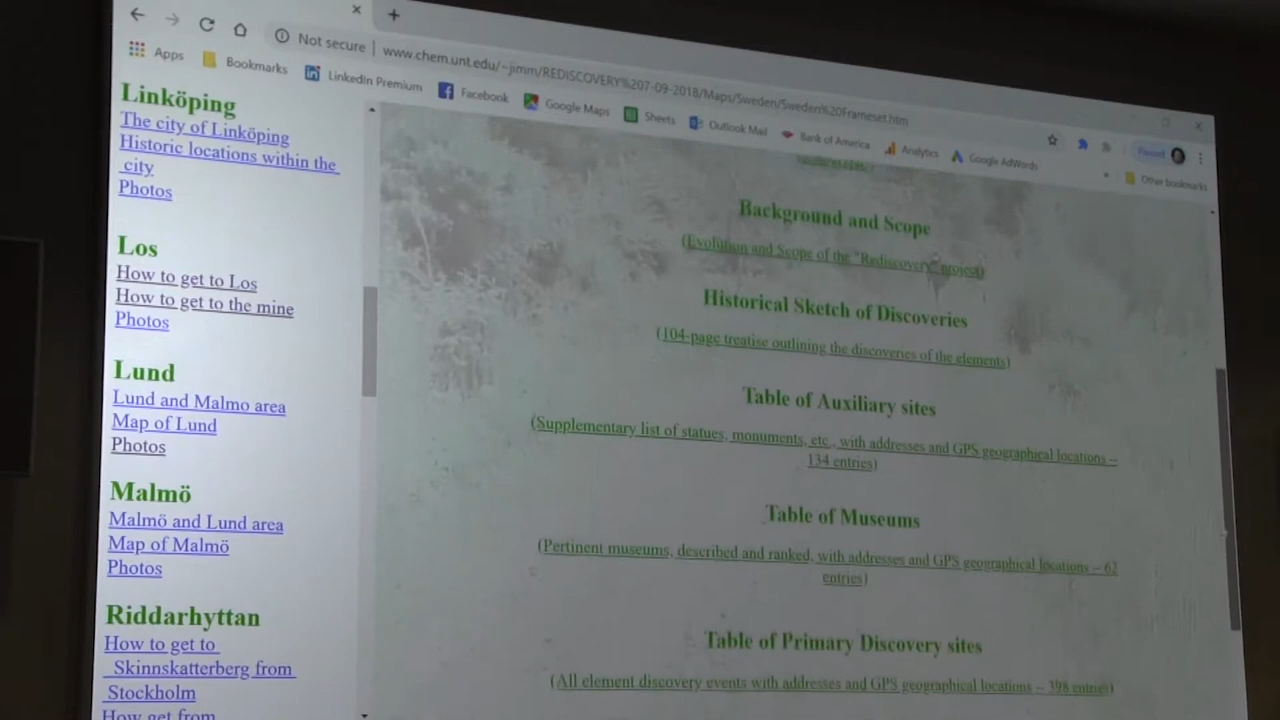 Not secure | www.chem.unt.edu/~jimm/REDISCOVERY%207-09-2018/Maps/Sweden/Sweden%20Frameset.htm
Apps Bookmarks LinkedIn Premium Facebook Google Maps Sheets Outlook Mail Bank of America Analytics Google AdWords
Paused
Other bookmarks
Linköping
The city of Linköping
Historic locations within the
city
Photos
Los
How to get to Los
How to get to the mine
Photos
Lund
Lund and Malmo area
Map of Lund
Photos
Malmö
Malmö and Lund area
Map of Malmö
Photos
Riddarhyttan
How to get to
Skinnskatterberg from
Stockholm
How get from
Background and Scope
(Evolution and Scope of the "Rediscovery" project)
Historical Sketch of Discoveries
(104-page treatise outlining the discoveries of the elements)
Table of Auxiliary sites
(Supplementary list of statues, monuments, etc., with addresses and GPS geographical locations –
134 entries)
Table of Museums
(Pertinent museums, described and ranked, with addresses and GPS geographical locations – 62
entries)
Table of Primary Discovery sites
(All element discovery events with addresses and GPS geographical locations – 398 entries)